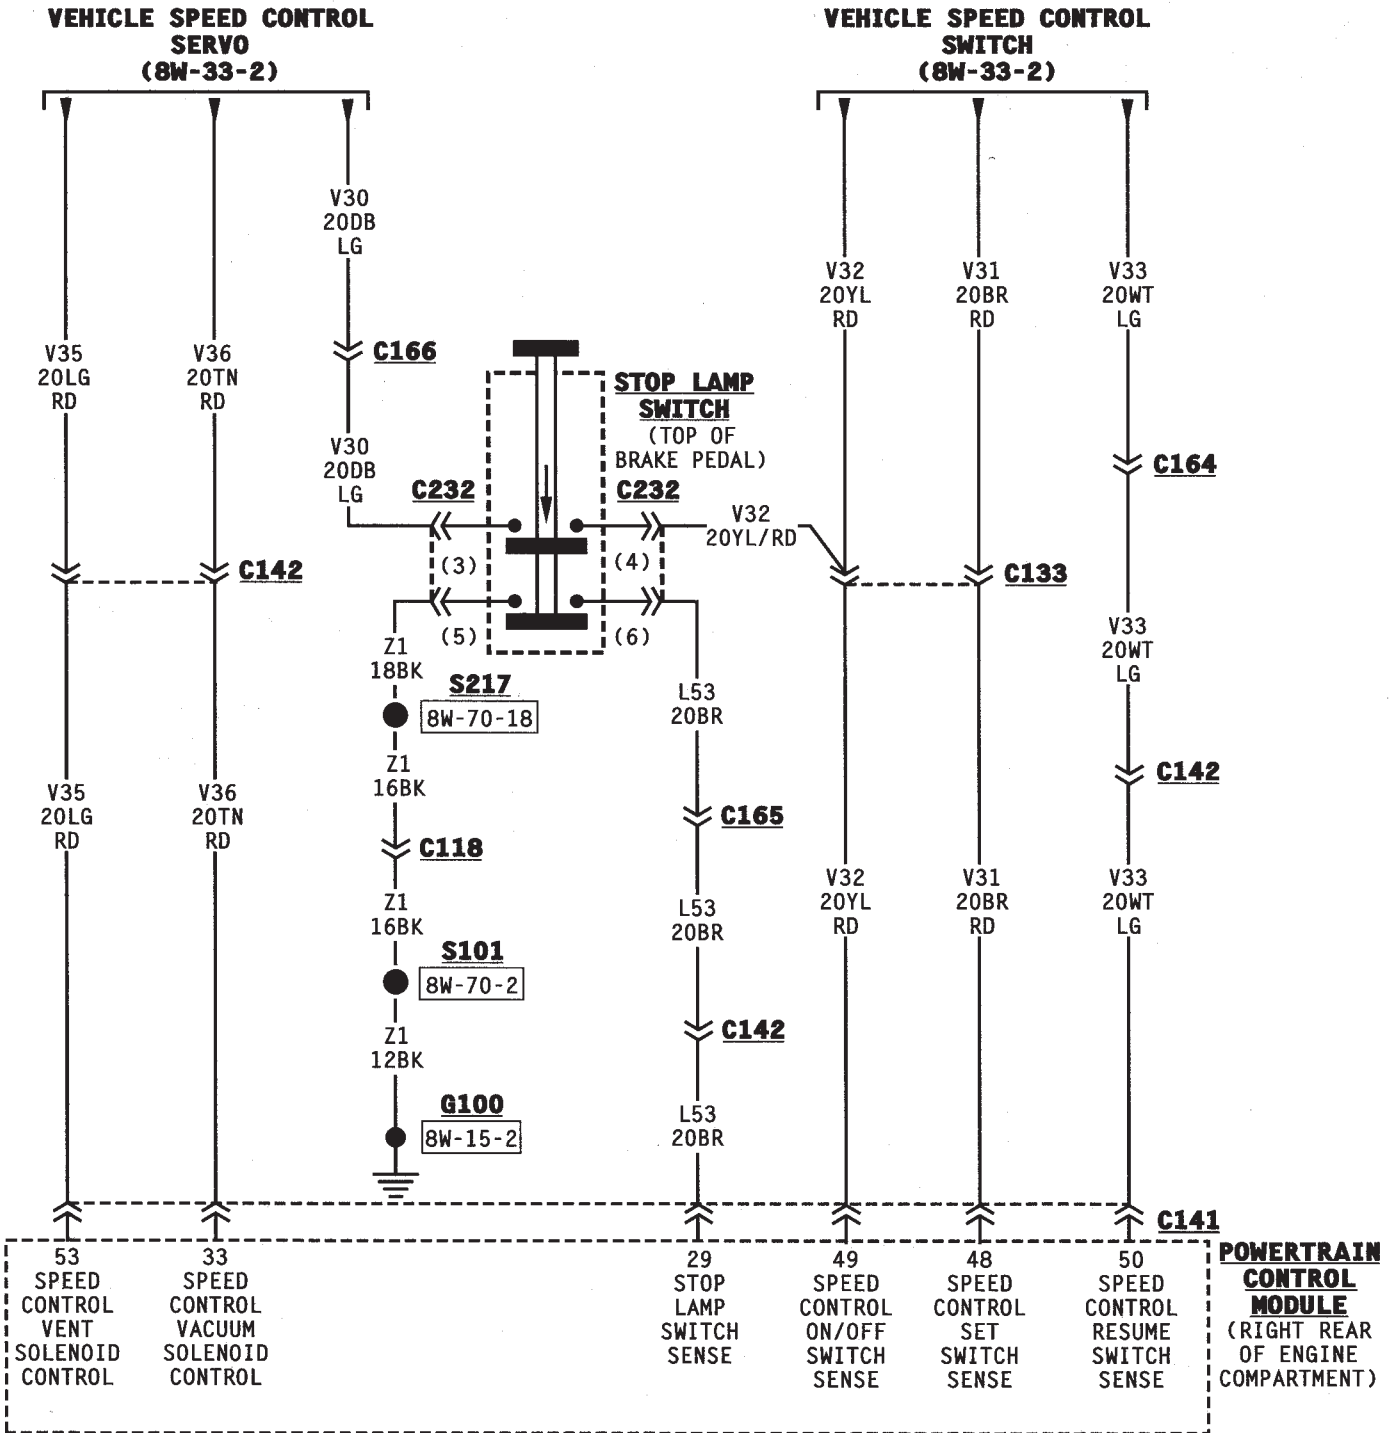 VEHICLE SPEED CONTROL
SERVO
(8W-33-2)
VEHICLE SPEED CONTROL
SWITCH
(8W-33-2)
V30
20DB
LG
V32
20YL
RD
V31
20BR
RD
V33
20WT
LG
V35
20LG
RD
V36
20TN
RD
C166
STOP LAMP
SWITCH
(TOP OF
BRAKE PEDAL)
V30
20DB
LG
C232
C232
C164
V32
20YL/RD
(3)
(4)
C142
C133
(5)
(6)
Z1
18BK
V33
20WT
LG
S217
8W-70-18
L53
20BR
Z1
16BK
C142
V35
20LG
RD
V36
20TN
RD
C165
C118
V32
20YL
RD
V31
20BR
RD
V33
20WT
LG
Z1
16BK
L53
20BR
S101
8W-70-2
Z1
12BK
C142
G100
8W-15-2
L53
20BR
C141
53
SPEED
CONTROL
VENT
SOLENOID
CONTROL
33
SPEED
CONTROL
VACUUM
SOLENOID
CONTROL
29
STOP
LAMP
SWITCH
SENSE
49
SPEED
CONTROL
ON/OFF
SWITCH
SENSE
48
SPEED
CONTROL
SET
SWITCH
SENSE
50
SPEED
CONTROL
RESUME
SWITCH
SENSE
POWERTRAIN
CONTROL
MODULE
(RIGHT REAR
OF ENGINE
COMPARTMENT)